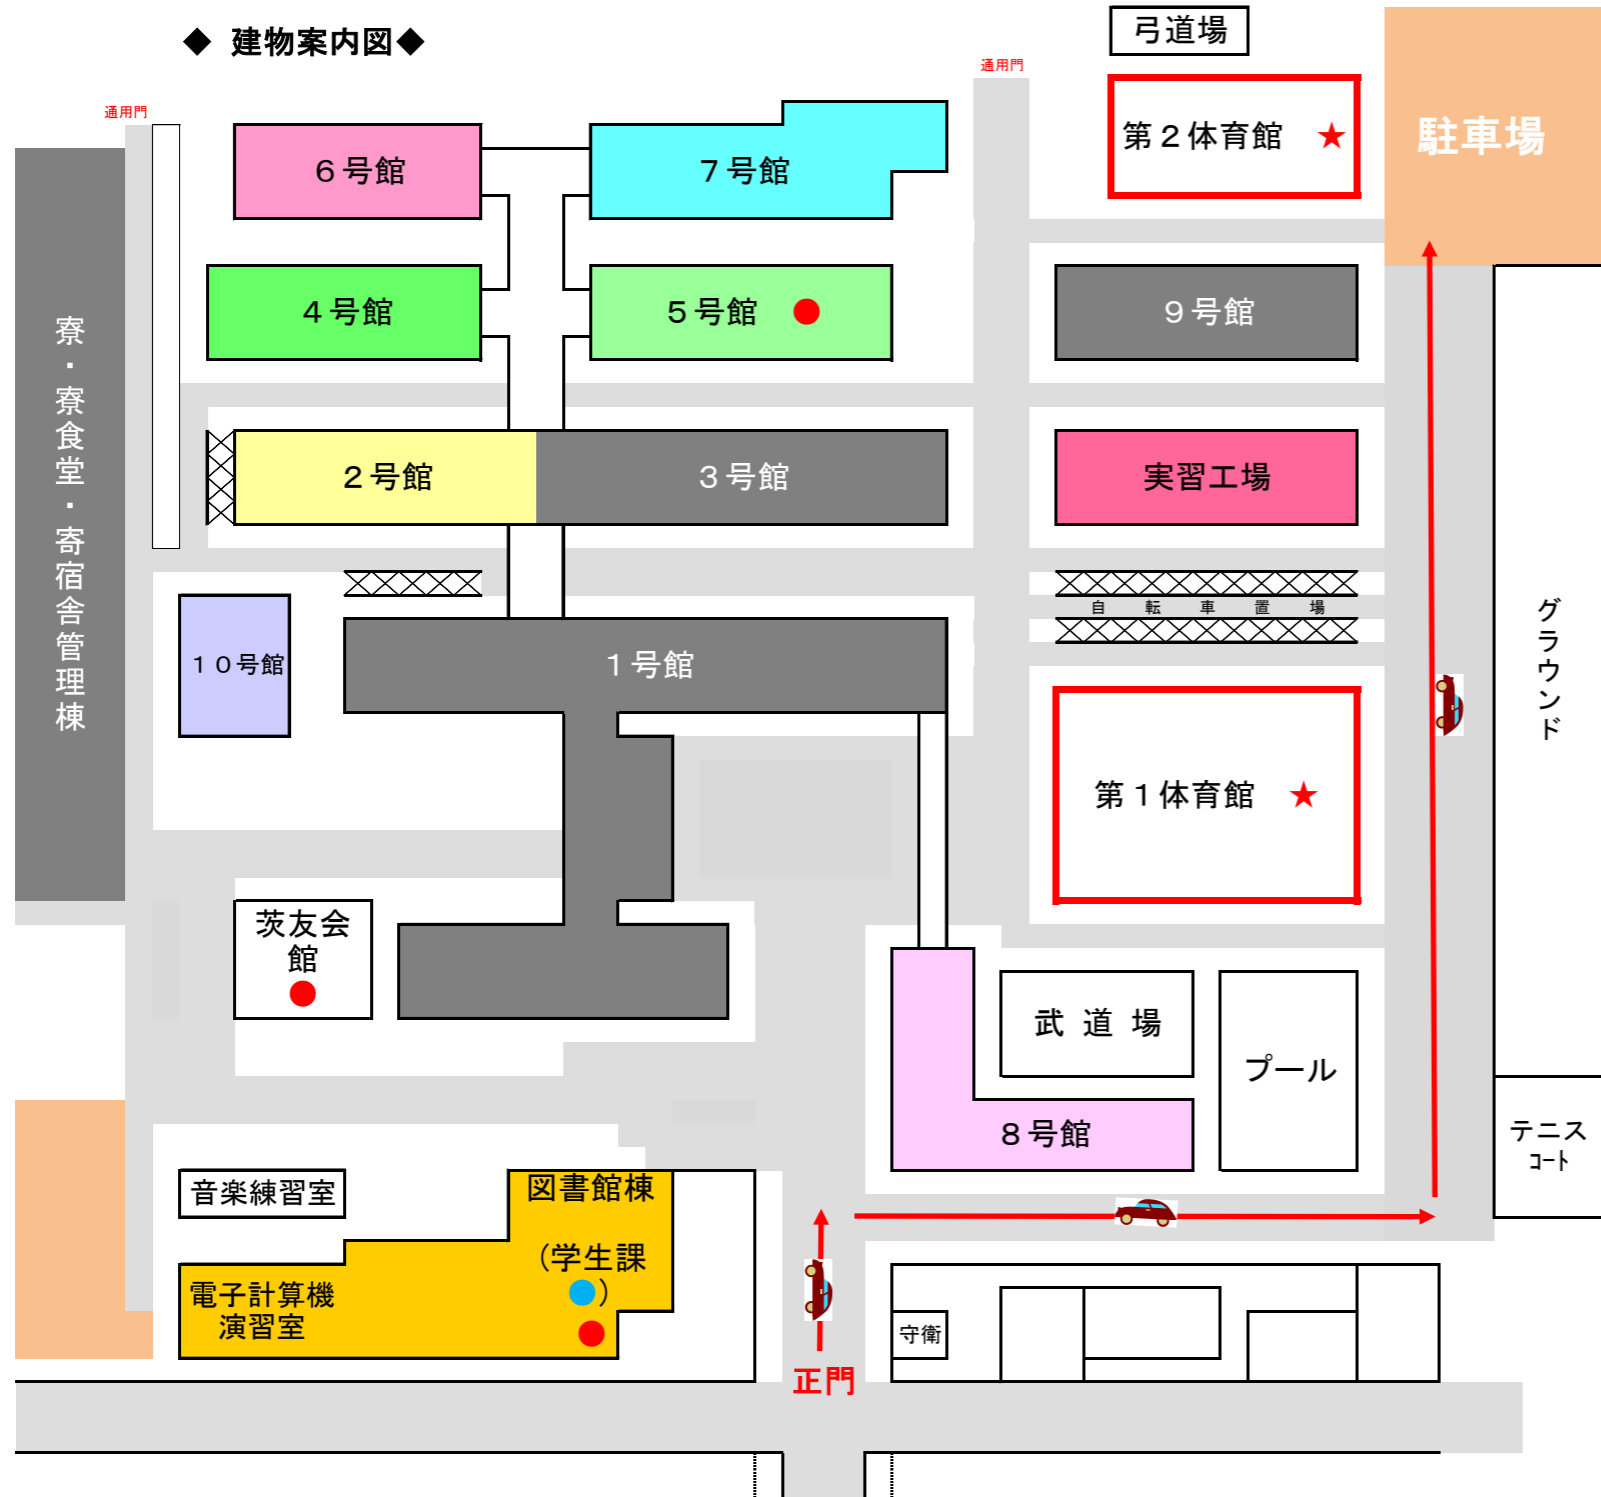 ◆ 建物案内図◆
弓道場
通用門
通用門
第２体育館 ★
駐車場
６号館
７号館
４号館
５号館
９号館
寮・寮食堂・寄宿舎管理棟
２号館
３号館
実習工場
自転車置場
グラウンド
１０号館
１号館
第１体育館 ★
茨友会
館
武道場
プール
８号館
テニス
コート
音楽練習室
図書館棟
（学生課
）
電子計算機
演習室
守衛
正門